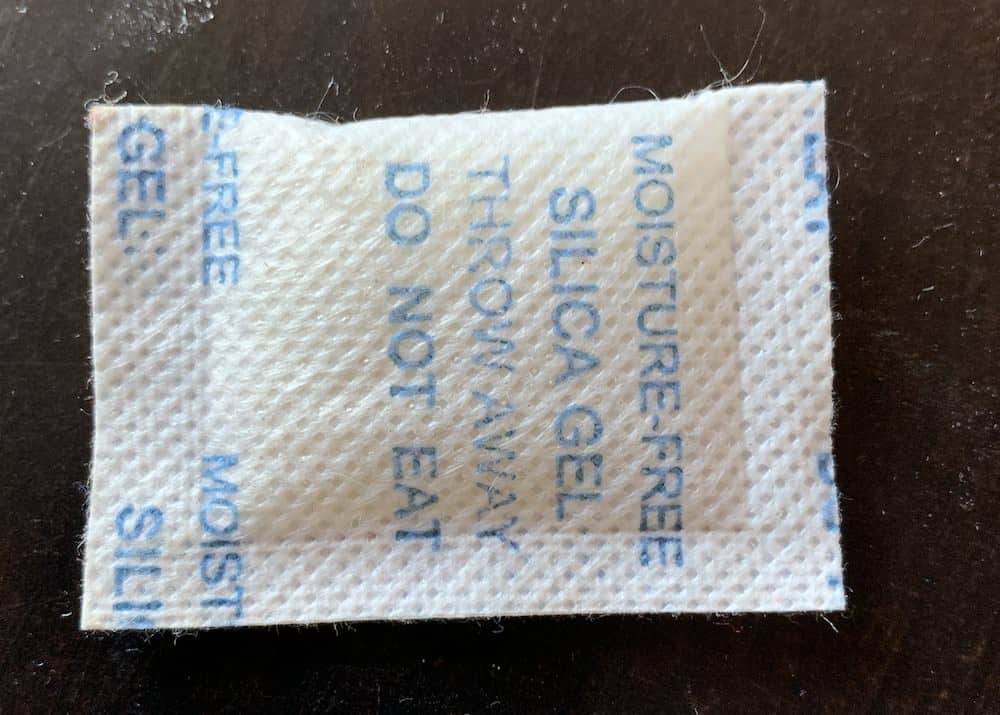 MOISTURE-FREE
SILICA GEL
THROW AWAY
DO NOT EAT
-FREE MOIST
GEL SILI